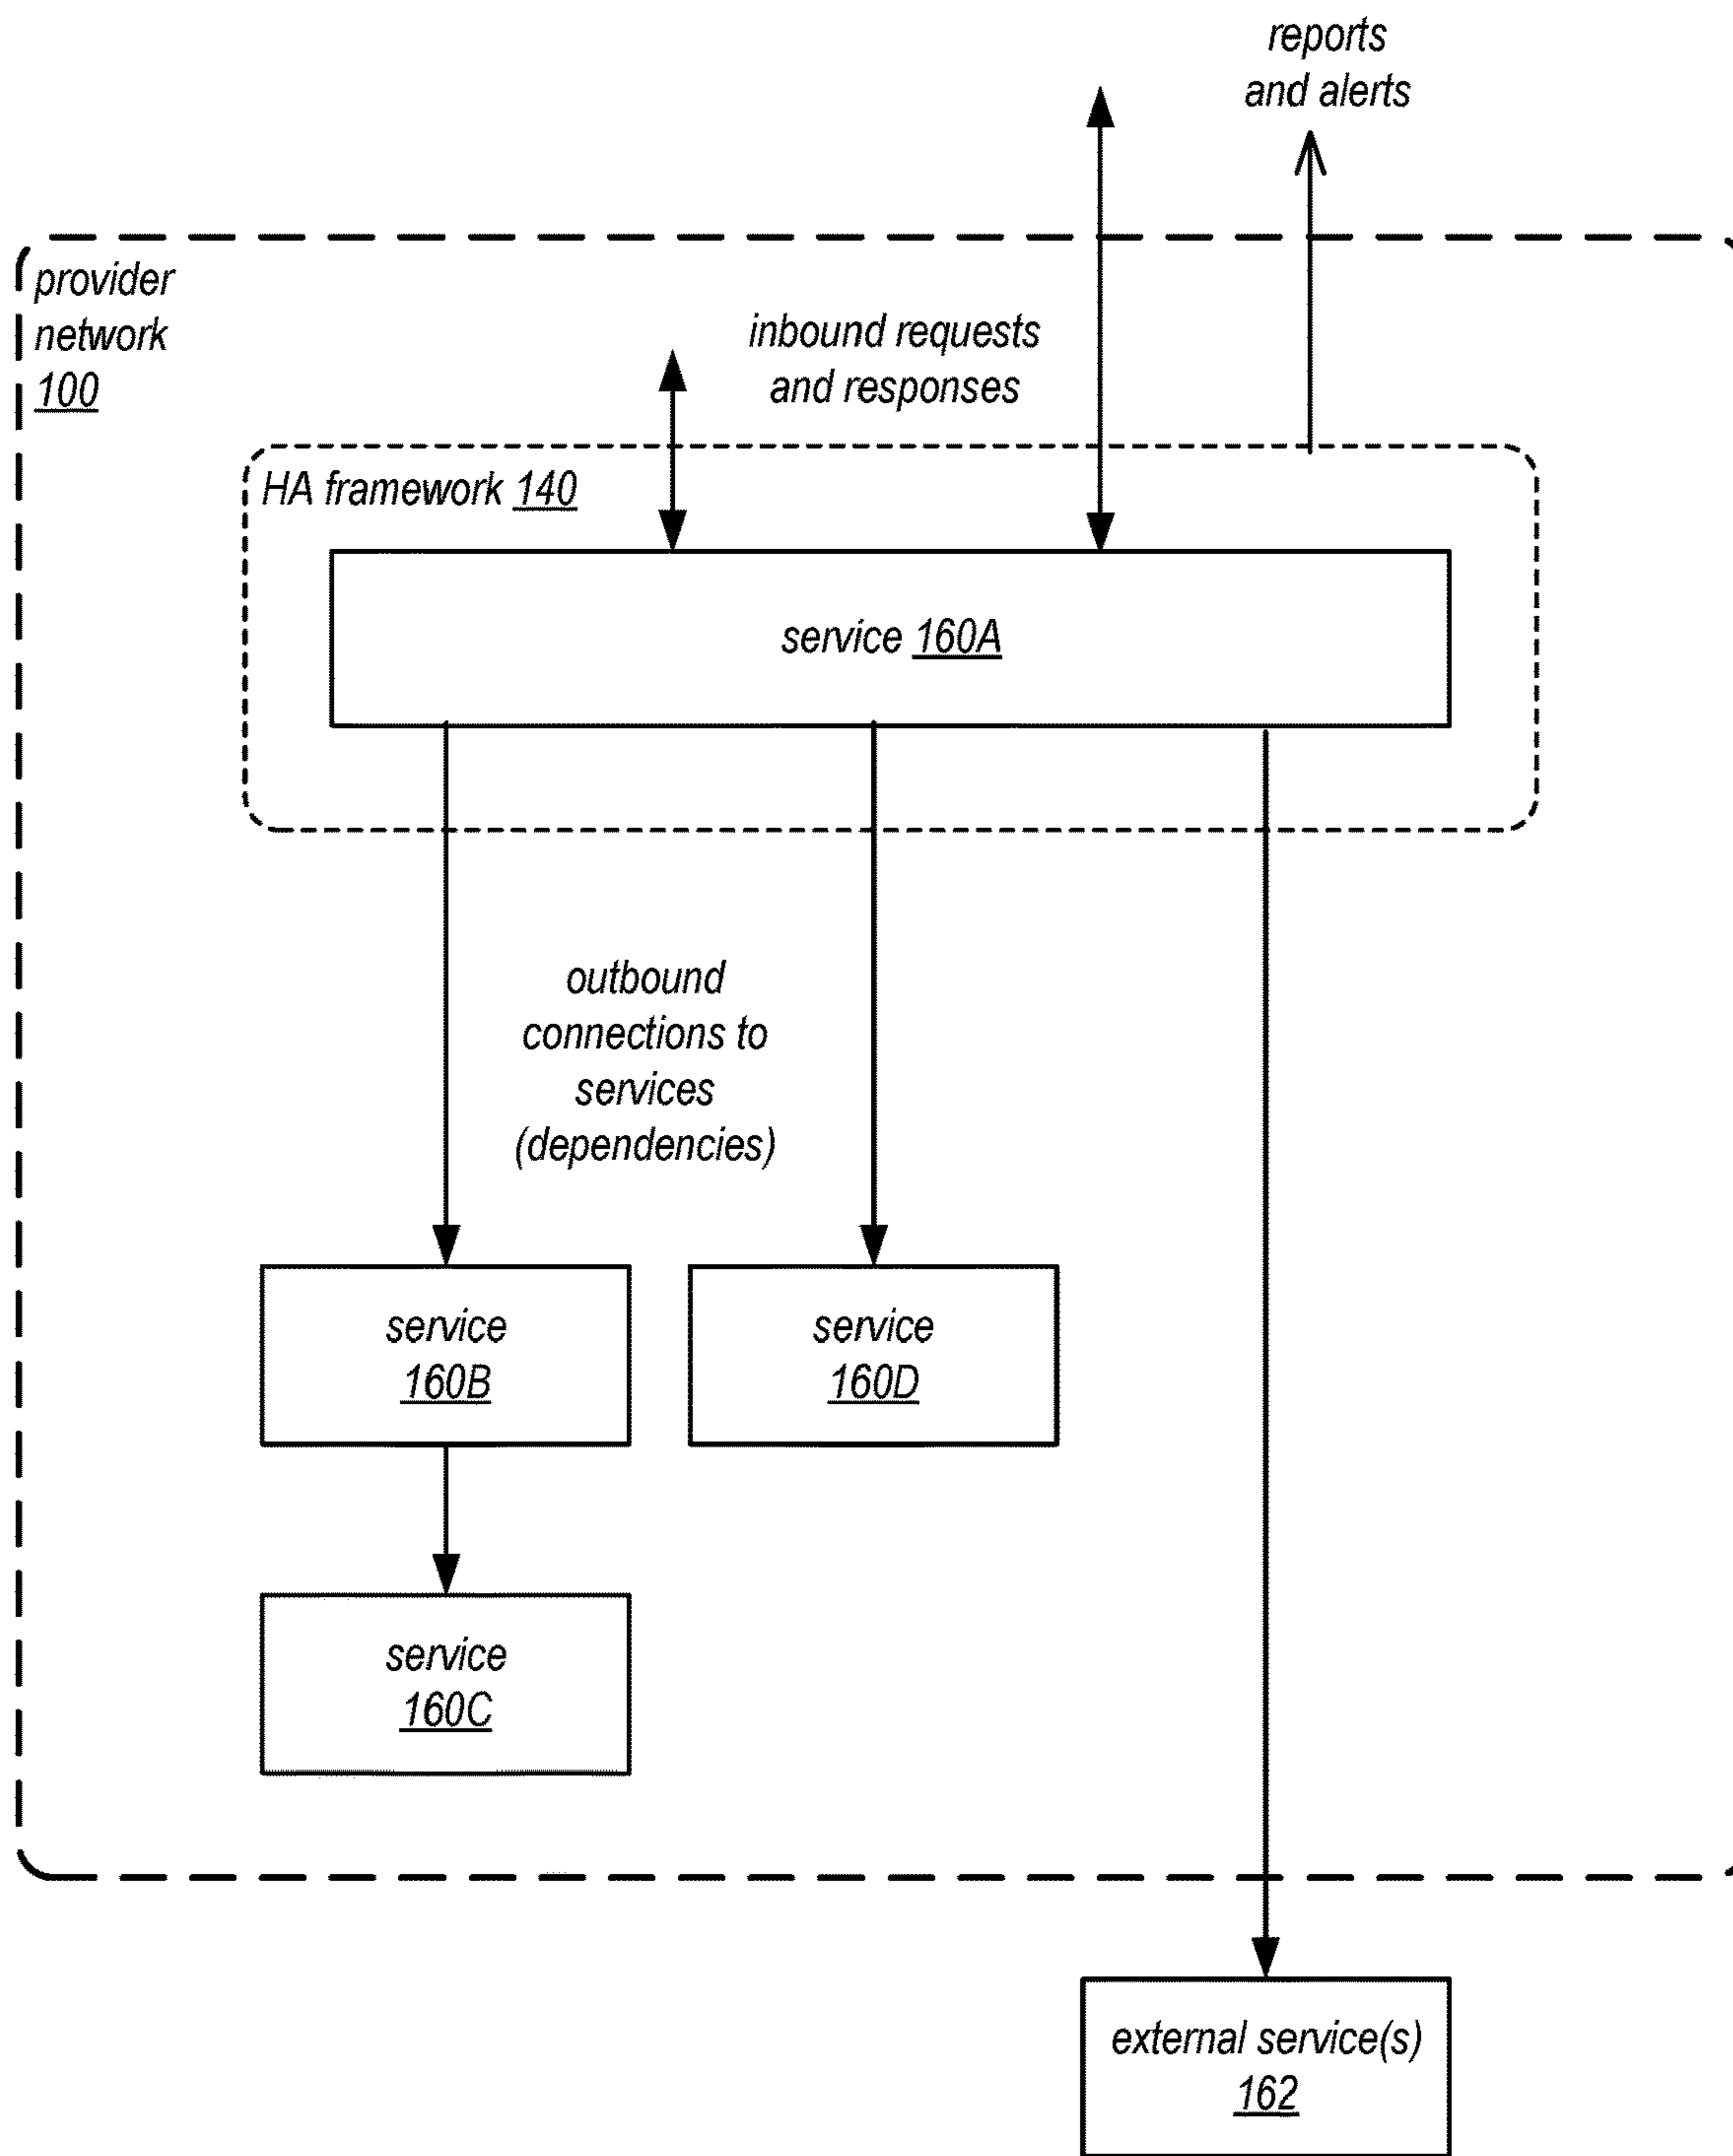 reports
and alerts
provider
network
100
inbound requests
and responses
HA framework 140
service 160A
outbound
connections to
services
(dependencies)
service
160B
service
160D
service
160C
external service(s)
162